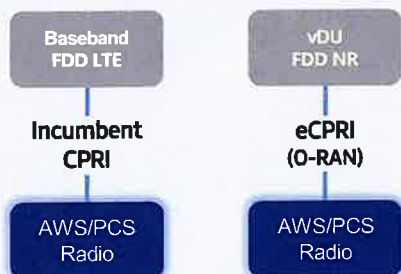 Baseband
FDD LTE
Incumbent
CPRI
AWS/PCS
Radio
vDU
FDD NR
eCPRI
(O-RAN)
AWS/PCS
Radio